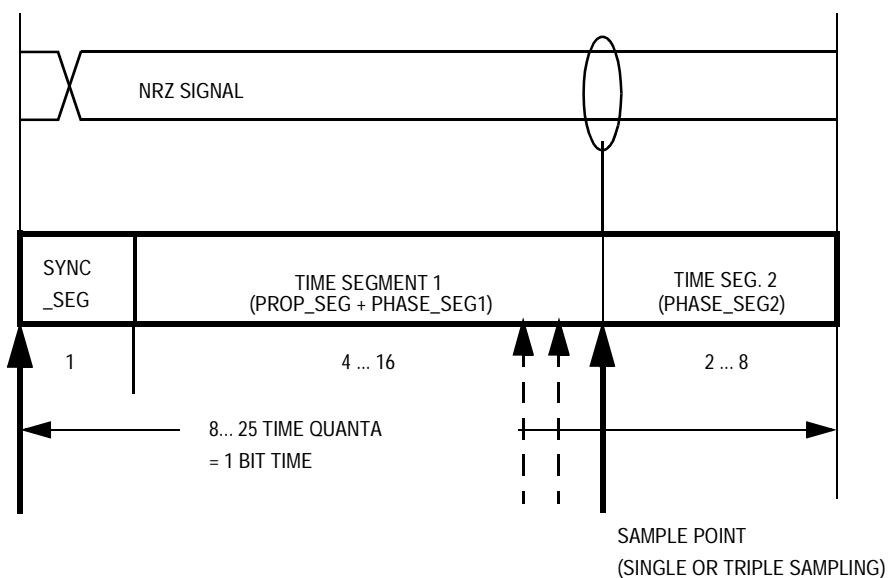 NRZ SIGNAL
SYNC
_SEG
TIME SEGMENT 1
(PROP_SEG + PHASE_SEG1)
TIME SEG. 2
(PHASE_SEG2)
1
4 ... 16
2 ... 8
8... 25 TIME QUANTA
= 1 BIT TIME
SAMPLE POINT
(SINGLE OR TRIPLE SAMPLING)